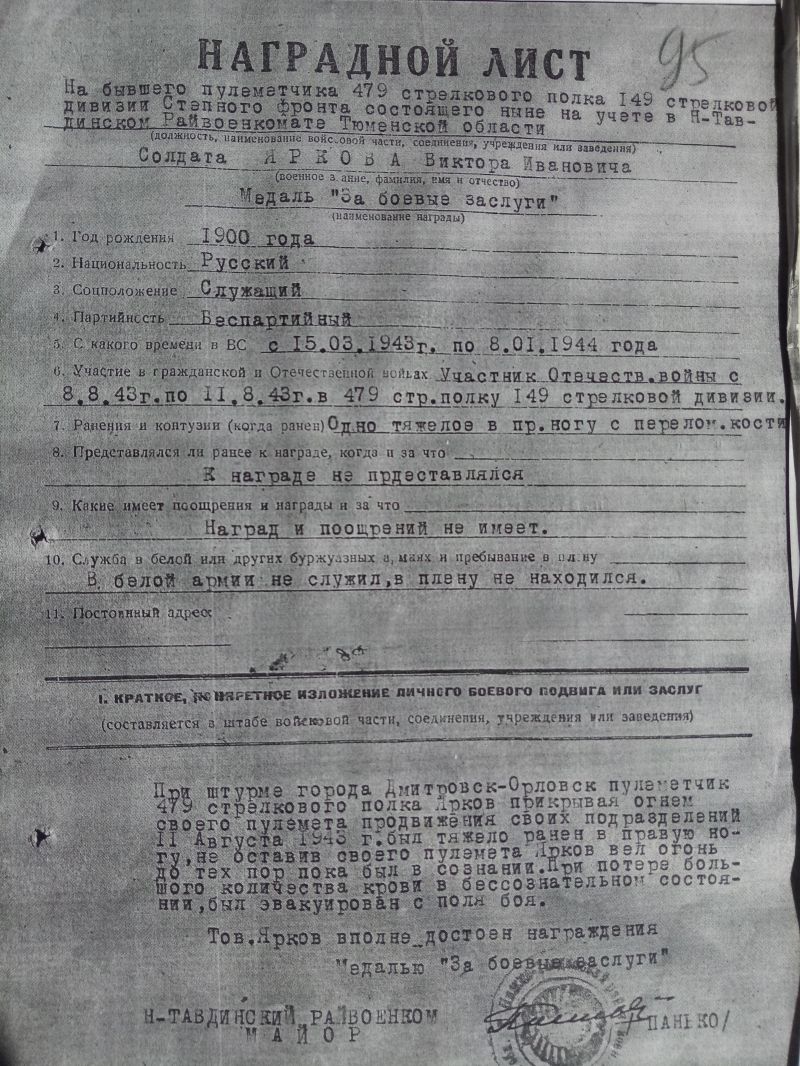 НАГРАДНОЙ ЛИСТ
95
На бывшего пулеметчика 479 стрелкового полка 149 стрелковой
дивизии Степного фронта состоящего ныне на учете в Н-Тав-
динском Райвоенкомате Тюменской области
(должность, наименование войсковой части, соединения, учреждения или заведения)
Солдата ЯРКОВА Виктора Ивановича
(военное звание, фамилия, имя и отчество)
Медаль "За боевые заслуги"
(наименование награды)
1. Год рождения 1900 года
2. Национальность Русский
3. Соцположение Служащий
4. Партийность Беспартийный
5. С какого времени в ВС с 15.03.1943г. по 8.01.1944 года
6. Участие в гражданской и Отечественной войнах Участник Отечеств.войны с
8.8.43г.по 11.8.43г.в 479 стр.полку 149 стрелковой дивизии.
7. Ранения и контузии (когда ранен) Одно тяжелое в пр.ногу с перелом.кости
8. Представлялся ли ранее к награде, когда и за что
К награде не прдеставлялся
9. Какие имеет поощрения и награды и за что
Наград и поощрений не имеет.
10. Служба в белой или других буржуазных армиях и пребывание в плену
В белой армии не служил,в плену не находился.
11. Постоянный адрес
I. КРАТКОЕ, КОНКРЕТНОЕ ИЗЛОЖЕНИЕ ЛИЧНОГО БОЕВОГО ПОДВИГА ИЛИ ЗАСЛУГ
(составляется в штабе войсковой части, соединения, учреждения или заведения)
При штурме города Дмитровск-Орловск пулеметчик
479 стрелкового полка Ярков прикрывая огнем
своего пулемета продвижения своих подразделений
11 Августа 1943 г.был тяжело ранен в правую но-
гу,не оставив своего пулемета Ярков вел огонь
до тех пор пока был в сознании.При потере боль-
шого количества крови в бессознательном состоя-
нии,был эвакуирован с поля боя.
Тов.Ярков вполне достоен награждения
Медалью "За боевые заслуги"
Н-ТАВДИНСКИЙ РАЙВОЕНКОМ
МАЙОР /ПАНЬКО/